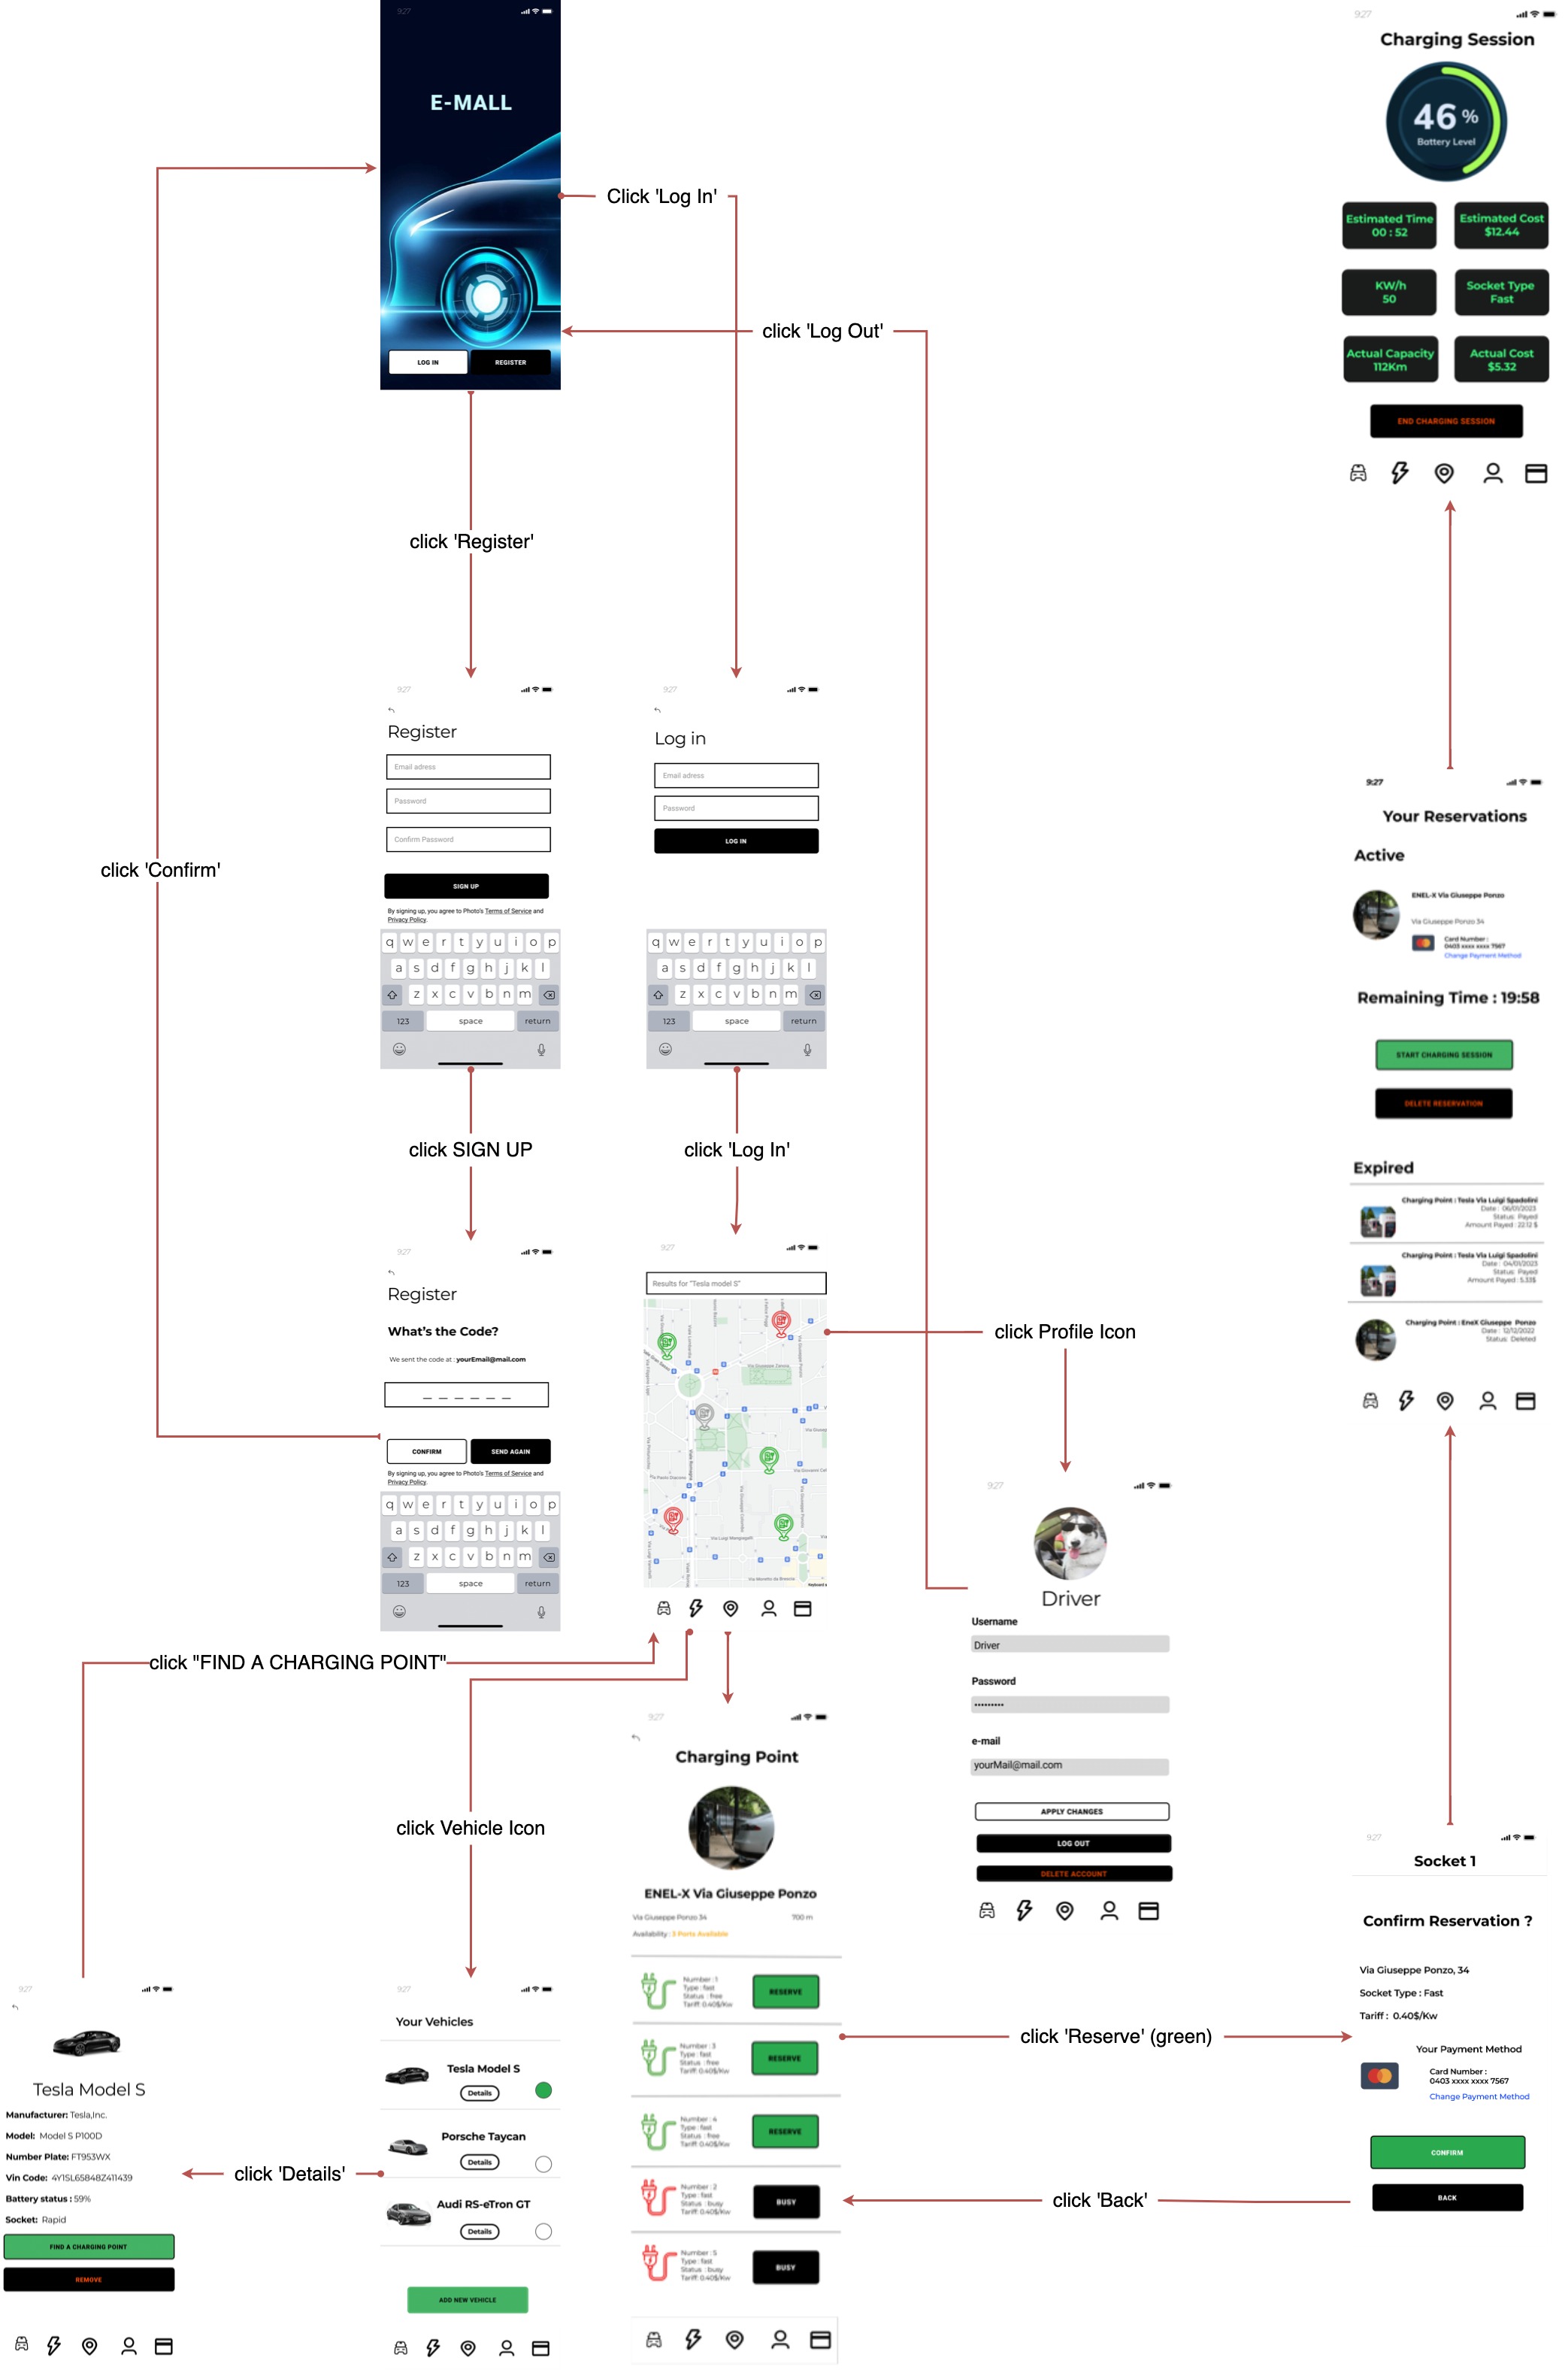 9:27
E-MALL
LOG IN
REGISTER
Click 'Log In'
click 'Log Out'
click 'Register'
click 'Confirm'
9:27
Charging Session
46 %
Battery Level
Estimated Time
00 : 52
Estimated Cost
$12.44
KW/h
50
Socket Type
Fast
Actual Capacity
112Km
Actual Cost
$5.32
END CHARGING SESSION
9:27
Register
Email adress
Password
Confirm Password
SIGN UP
By signing up, you agree to Photo's Terms of Service and
Privacy Policy.
q w e r t y u i o p
a s d f g h j k l
z x c v b n m
123 space return
9:27
Log in
Email adress
Password
LOG IN
q w e r t y u i o p
a s d f g h j k l
z x c v b n m
123 space return
click SIGN UP
click 'Log In'
9:27
Your Reservations
Active
ENEL-X Via Giuseppe Ponzo
Via Giuseppe Ponzo 34
Card Number :
0403 xxxx xxxx 7567
Change Payment Method
Remaining Time : 19:58
START CHARGING SESSION
DELETE RESERVATION
Expired
Charging Point : Tesla Via Luigi Spadolini
Date : 06/01/2023
Status: Payed
Amount Payed : 22.12 $
Charging Point : Tesla Via Luigi Spadolini
Date : 04/01/2023
Status: Payed
Amount Payed : 5.33$
Charging Point : EneX Giuseppe Ponzo
Date : 12/12/2022
Status: Deleted
9:27
Register
What's the Code?
We sent the code at : yourEmail@mail.com
_ _ _ _ _ _
CONFIRM
SEND AGAIN
By signing up, you agree to Photo's Terms of Service and
Privacy Policy.
q w e r t y u i o p
a s d f g h j k l
z x c v b n m
123 space return
9:27
Results for "Tesla model S"
click Profile Icon
9:27
Driver
Username
Driver
Password
•••••••••
e-mail
yourMail@mail.com
APPLY CHANGES
LOG OUT
DELETE ACCOUNT
click "FIND A CHARGING POINT"
click Vehicle Icon
9:27
Charging Point
ENEL-X Via Giuseppe Ponzo
Via Giuseppe Ponzo 34
700 m
Availability : 3 Ports Available
Number : 1
Type : fast
Status : free
Tariff: 0.40$/Kw
RESERVE
Number : 3
Type : fast
Status : free
Tariff: 0.40$/Kw
RESERVE
Number : 4
Type : fast
Status : free
Tariff: 0.40$/Kw
RESERVE
Number : 2
Type : fast
Status : busy
Tariff: 0.40$/Kw
BUSY
Number : 5
Type : fast
Status : busy
Tariff: 0.40$/Kw
BUSY
click 'Reserve' (green)
click 'Back'
9:27
Socket 1
Confirm Reservation ?
Via Giuseppe Ponzo, 34
Socket Type : Fast
Tariff : 0.40$/Kw
Your Payment Method
Card Number :
0403 xxxx xxxx 7567
Change Payment Method
CONFIRM
BACK
9:27
Tesla Model S
Manufacturer: Tesla,Inc.
Model: Model S P100D
Number Plate: FT953WX
Vin Code: 4Y1SL65848Z411439
Battery status : 59%
Socket: Rapid
FIND A CHARGING POINT
REMOVE
click 'Details'
9:27
Your Vehicles
Tesla Model S
Details
Porsche Taycan
Details
Audi RS-eTron GT
Details
ADD NEW VEHICLE